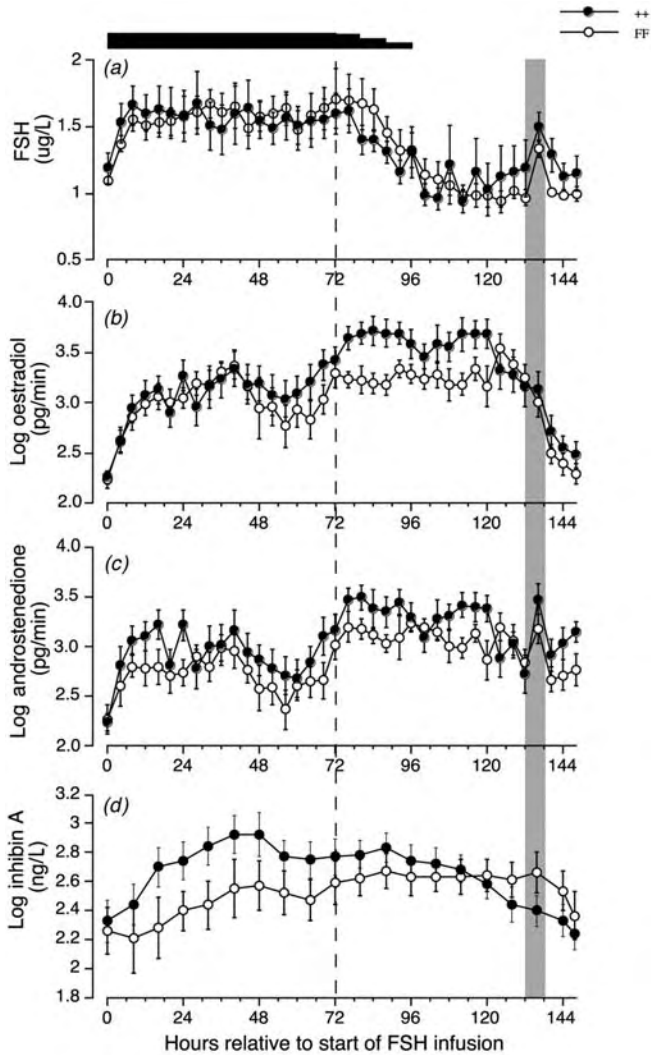 ++
FF
(a)
FSH
(ug/L)
2
1.5
1
0.5
0 24 48 72 96 120 144
(b)
Log oestradiol
(pg/min)
4.0
3.5
3.0
2.5
2.0
0 24 48 72 96 120 144
(c)
Log androstenedione
(pg/min)
4.0
3.5
3.0
2.5
2.0
0 24 48 72 96 120 144
(d)
Log inhibin A
(ng/L)
3.2
3
2.8
2.6
2.4
2.2
2
1.8
0 24 48 72 96 120 144
Hours relative to start of FSH infusion